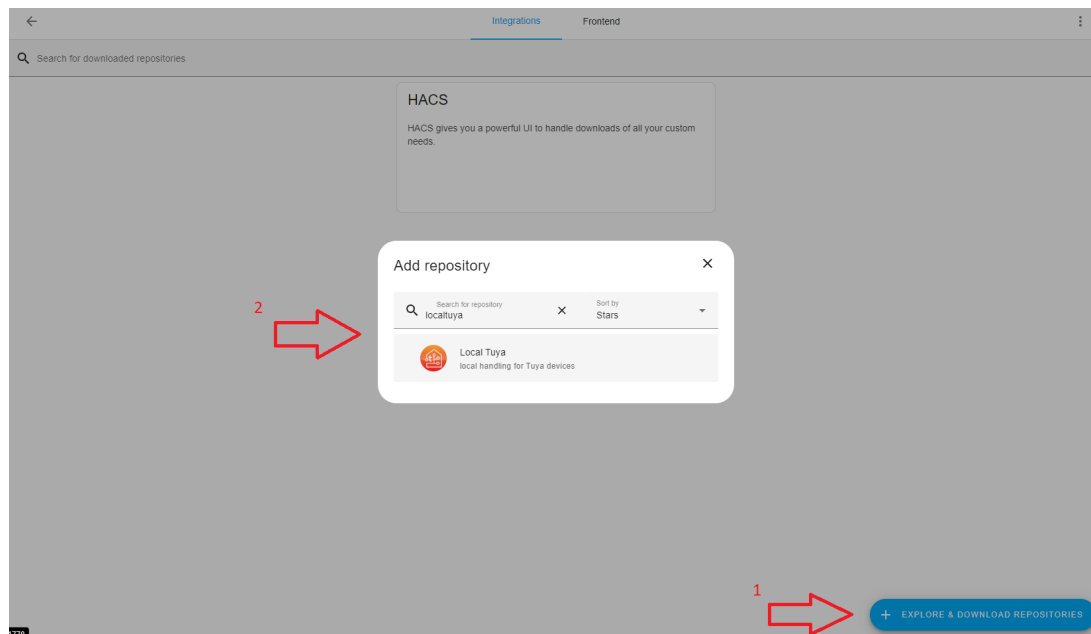 Integrations
Frontend
Search for downloaded repositories
HACS
HACS gives you a powerful UI to handle downloads of all your custom
needs.
Add repository
2
Search for repository
localtuya
Sort by
Stars
Local Tuya
local handling for Tuya devices
1
EXPLORE & DOWNLOAD REPOSITORIES